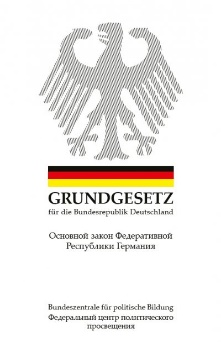 GRUNDGESETZ
für die Bundesrepublik Deutschland
Основной закон Федеративной
Республики Германия
Bundeszentrale für politische Bildung
Федеральный центр политического
просвещения